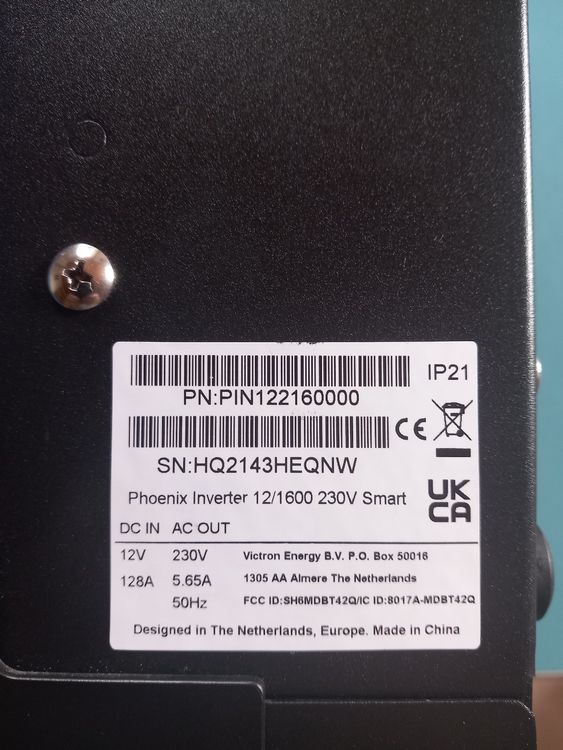 IP21
PN:PIN122160000
CE
SN:HQ2143HEQNW
UK
CA
Phoenix Inverter 12/1600 230V Smart
DC IN AC OUT
12V 230V Victron Energy B.V. P.O. Box 50016
128A 5.65A 1305 AA Almere The Netherlands
50Hz FCC ID:SH6MDBT42Q/IC ID:8017A-MDBT42Q
Designed in The Netherlands, Europe. Made in China